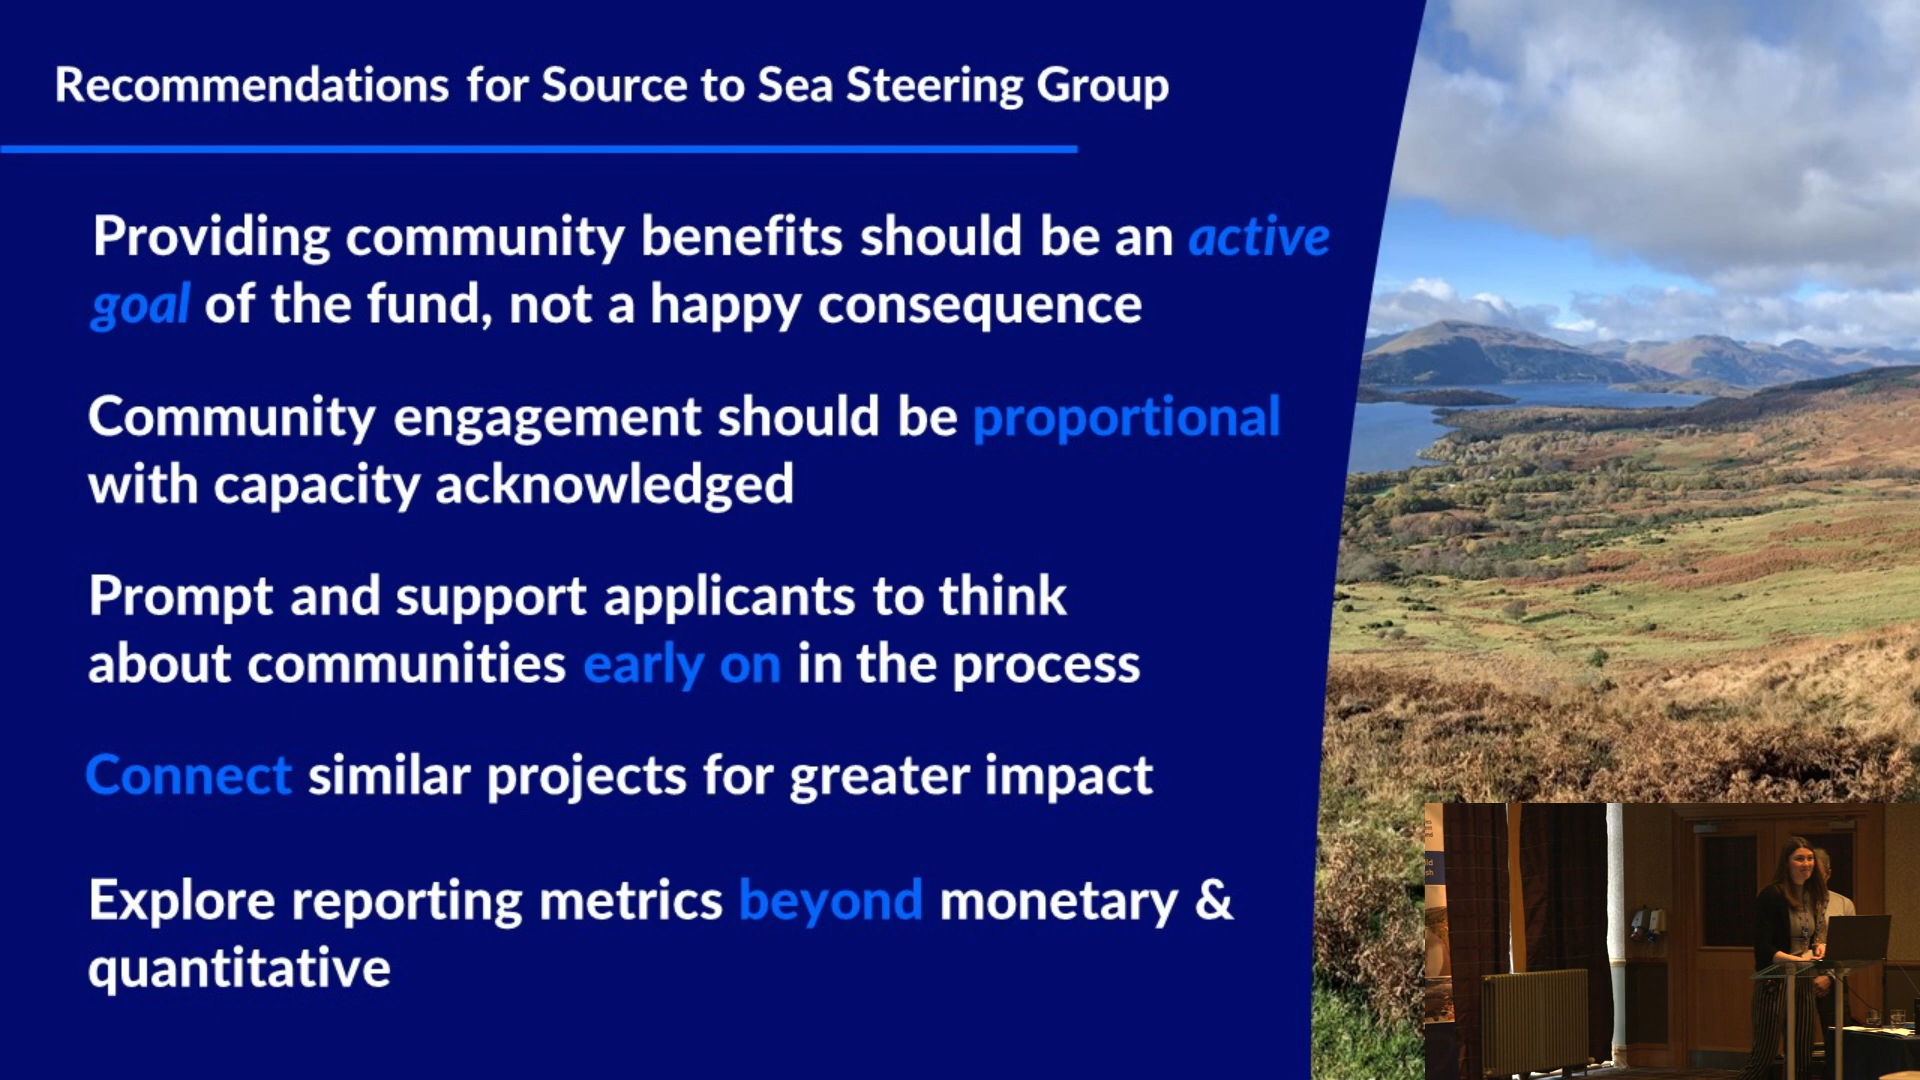 Recommendations for Source to Sea Steering Group
Providing community benefits should be an active
goal of the fund, not a happy consequence
Community engagement should be proportional
with capacity acknowledged
Prompt and support applicants to think
about communities early on in the process
Connect similar projects for greater impact
Explore reporting metrics beyond monetary &
quantitative